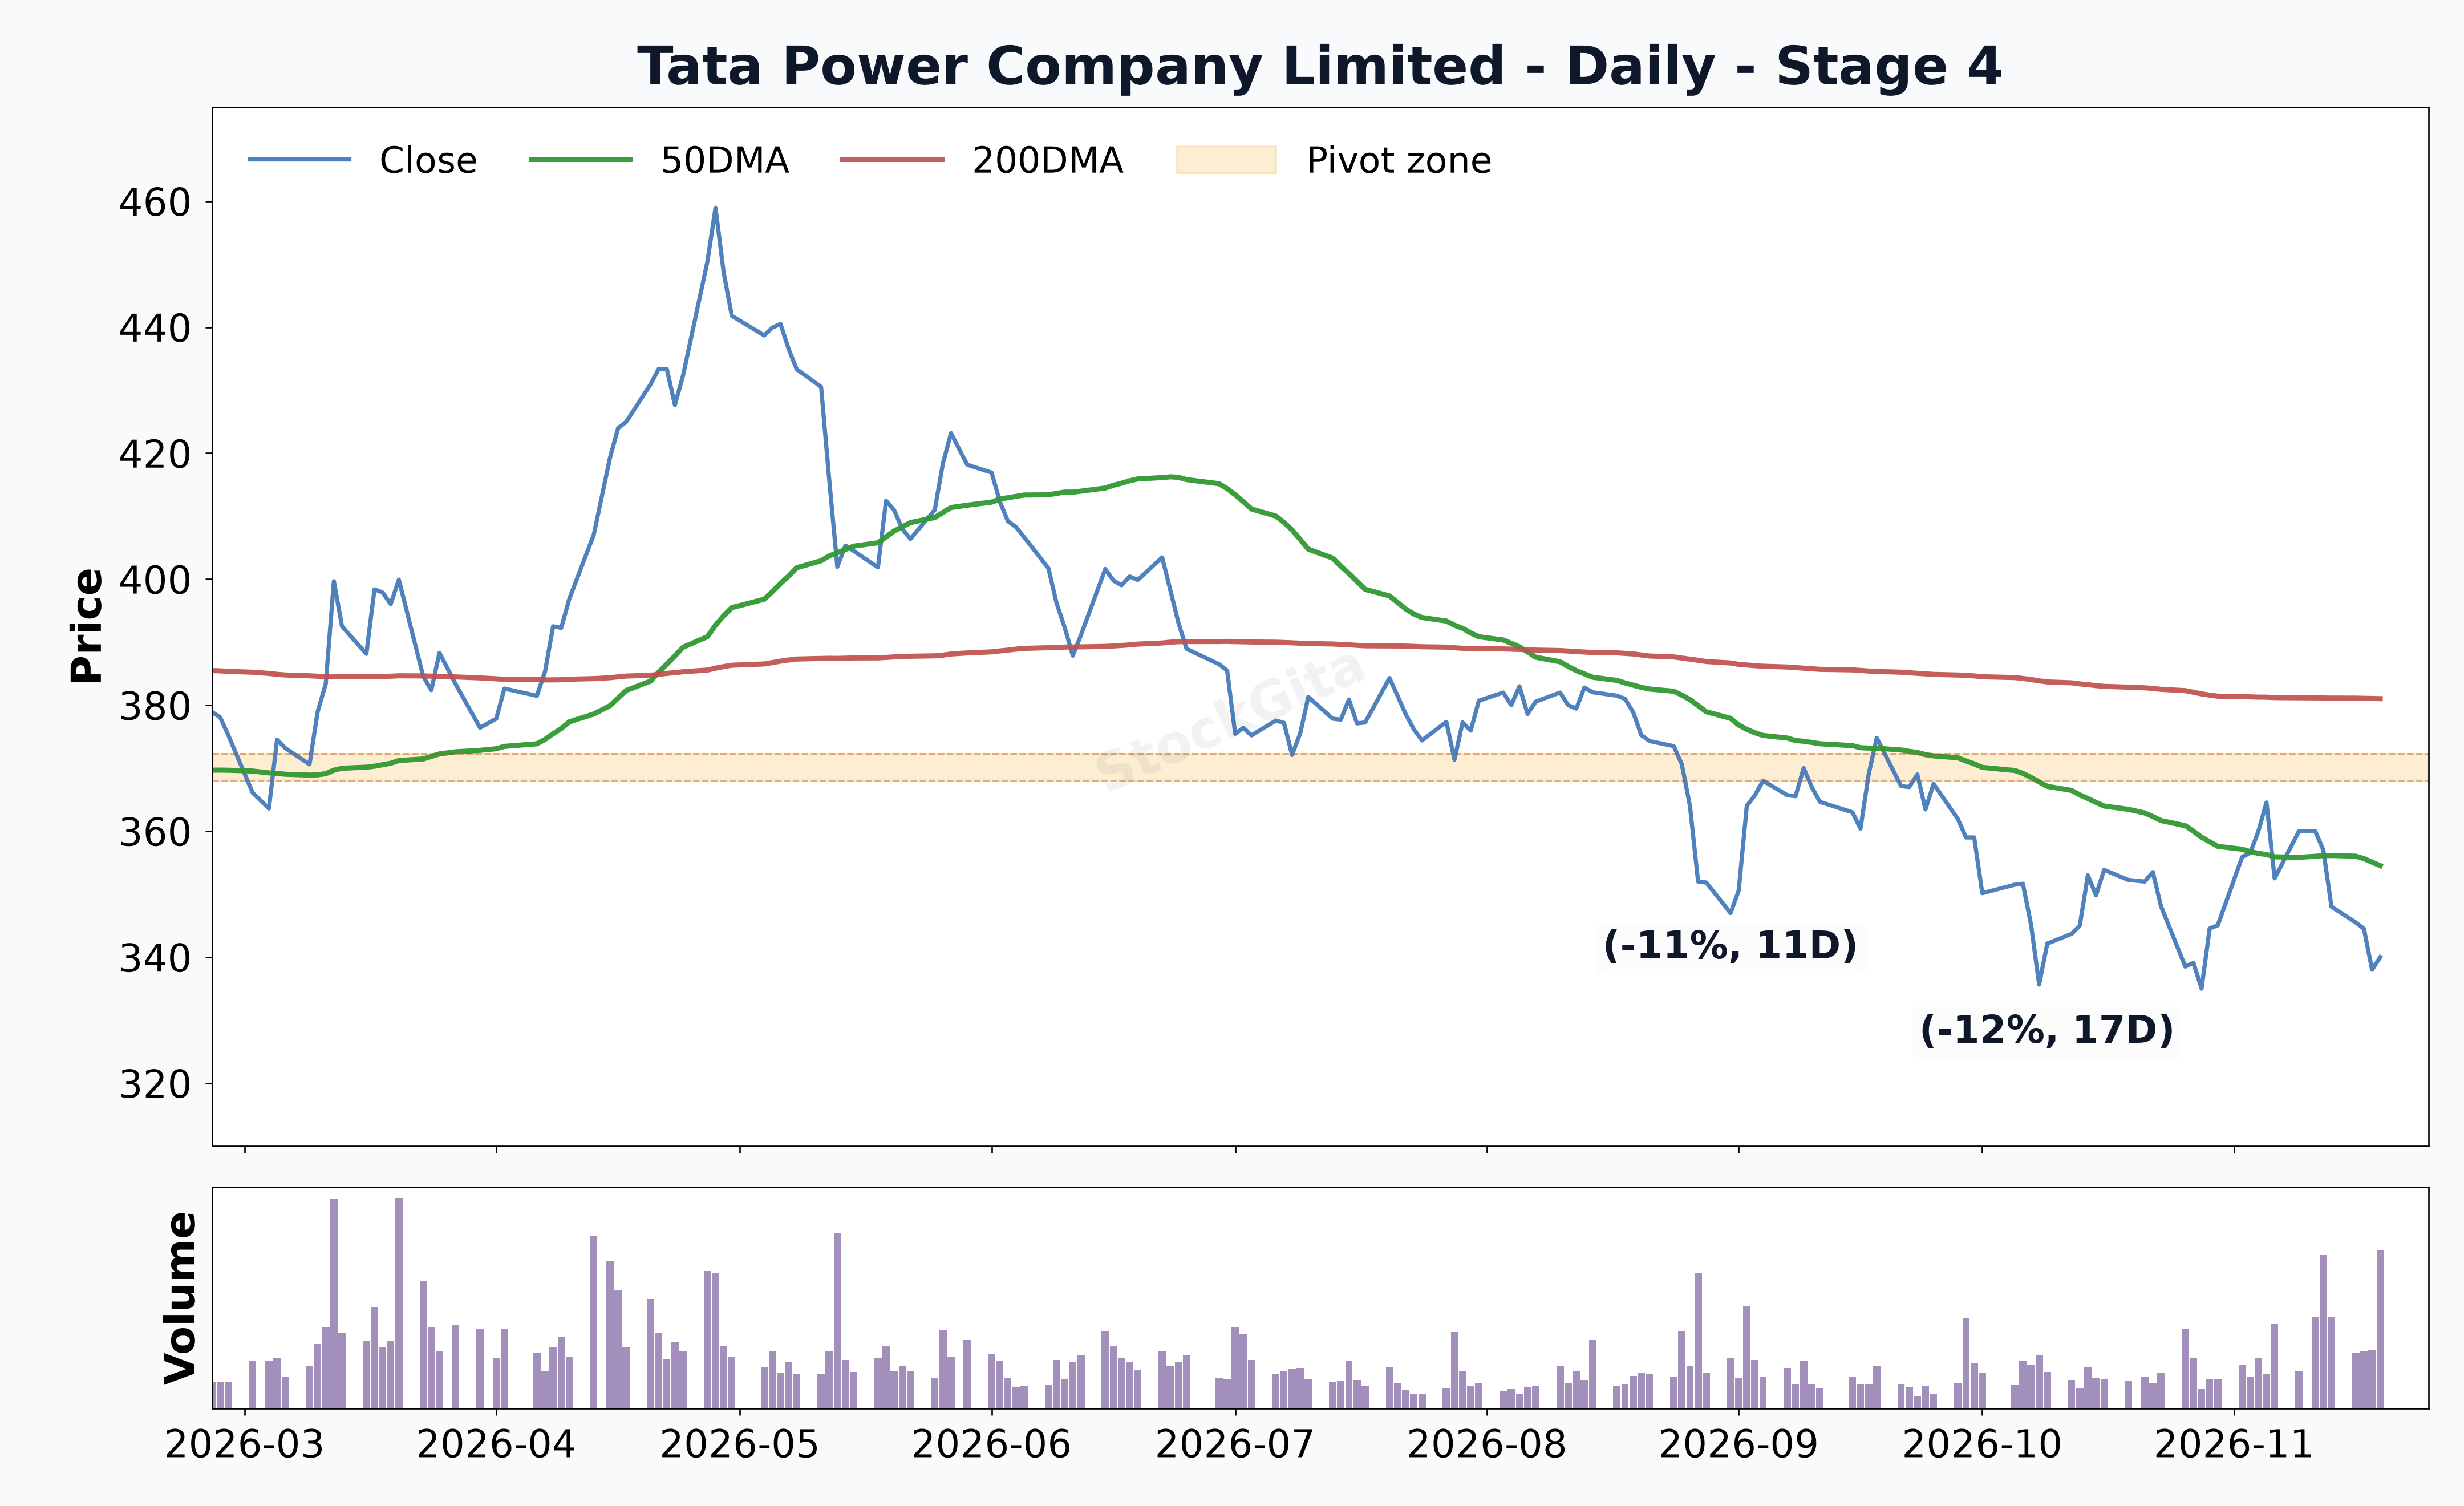 Tata Power Company Limited - Daily - Stage 4
Close 50DMA 200DMA Pivot zone
Price
460
440
420
400
380
360
340
320
StockGita
(-11%, 11D)
(-12%, 17D)
Volume
2026-03 2026-04 2026-05 2026-06 2026-07 2026-08 2026-09 2026-10 2026-11